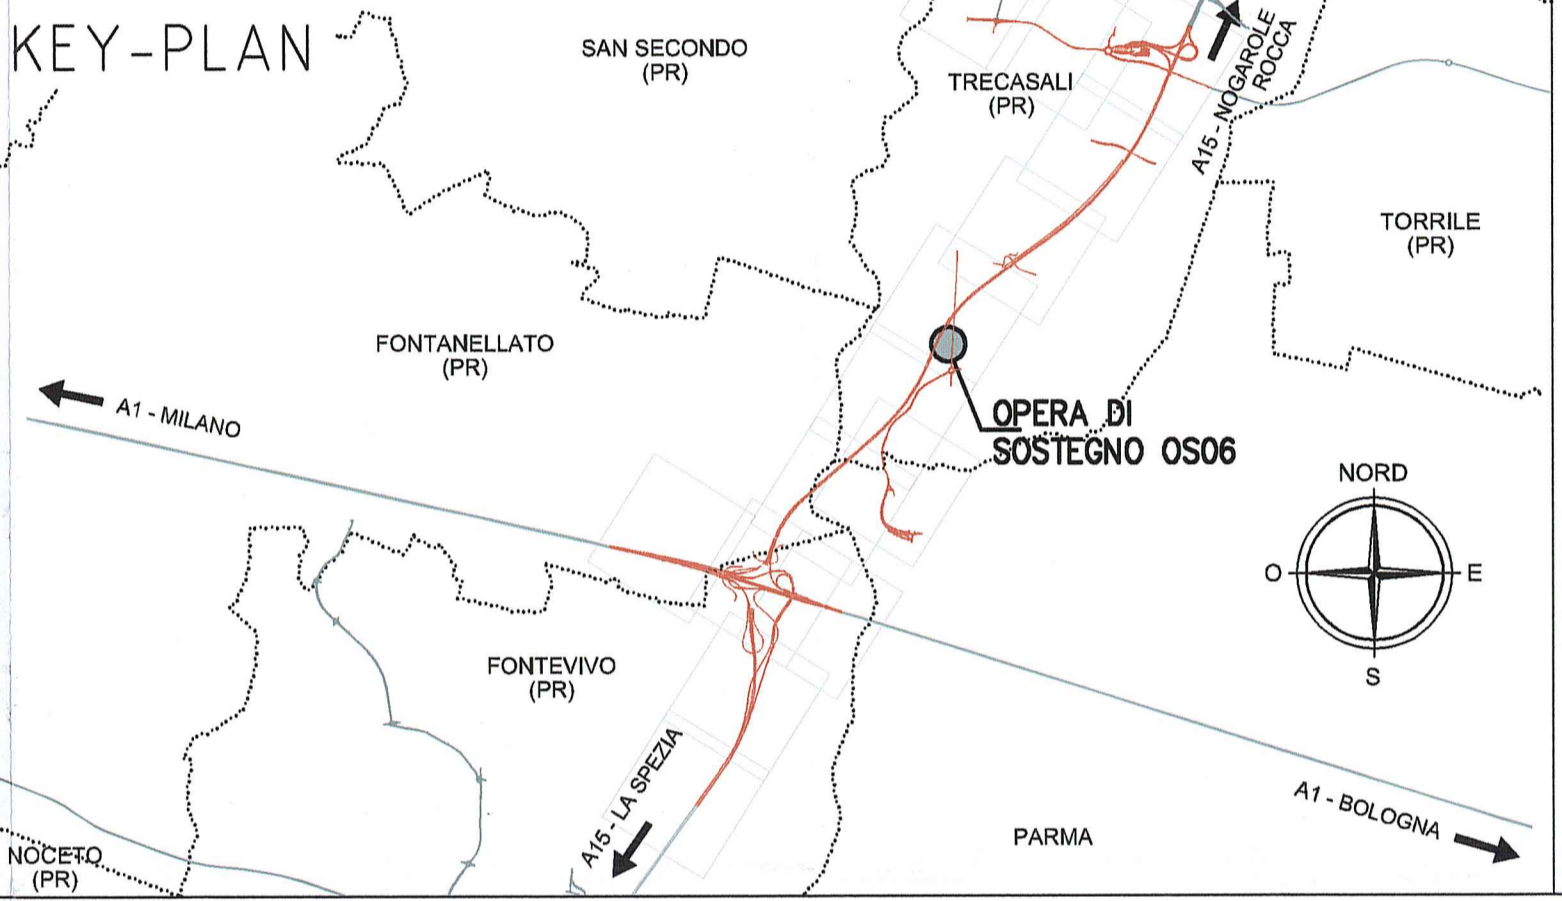 KEY-PLAN
SAN SECONDO
(PR)
TRECASALI
(PR)
A15 - NOGAROLE
ROCCA
TORRILE
(PR)
FONTANELLATO
(PR)
A1 - MILANO
OPERA DI
SOSTEGNO OS06
NORD
O
E
S
FONTEVIVO
(PR)
A15 - LA SPEZIA
A1 - BOLOGNA
PARMA
NOCETO
(PR)